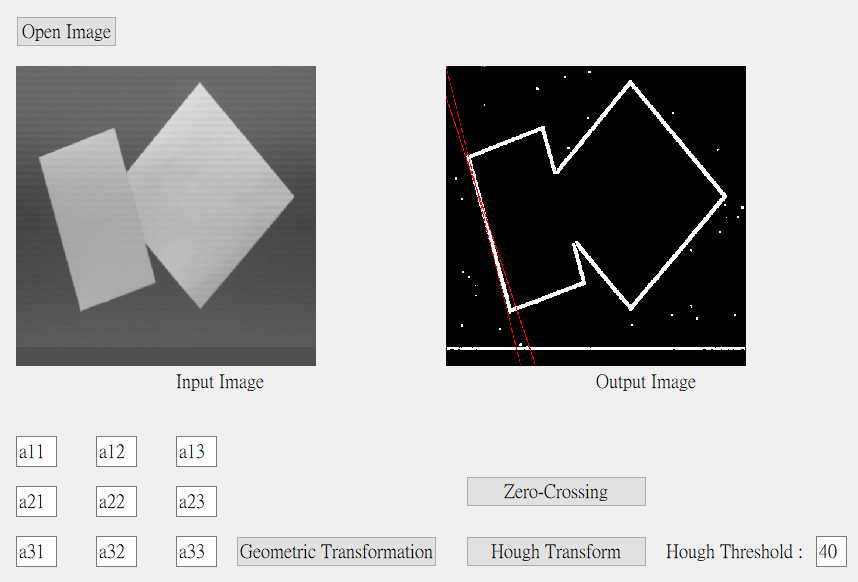 Open Image
Input Image
Output Image
a11 a12 a13
Zero-Crossing
a21 a22 a23
a31 a32 a33 Geometric Transformation Hough Transform Hough Threshold : 40